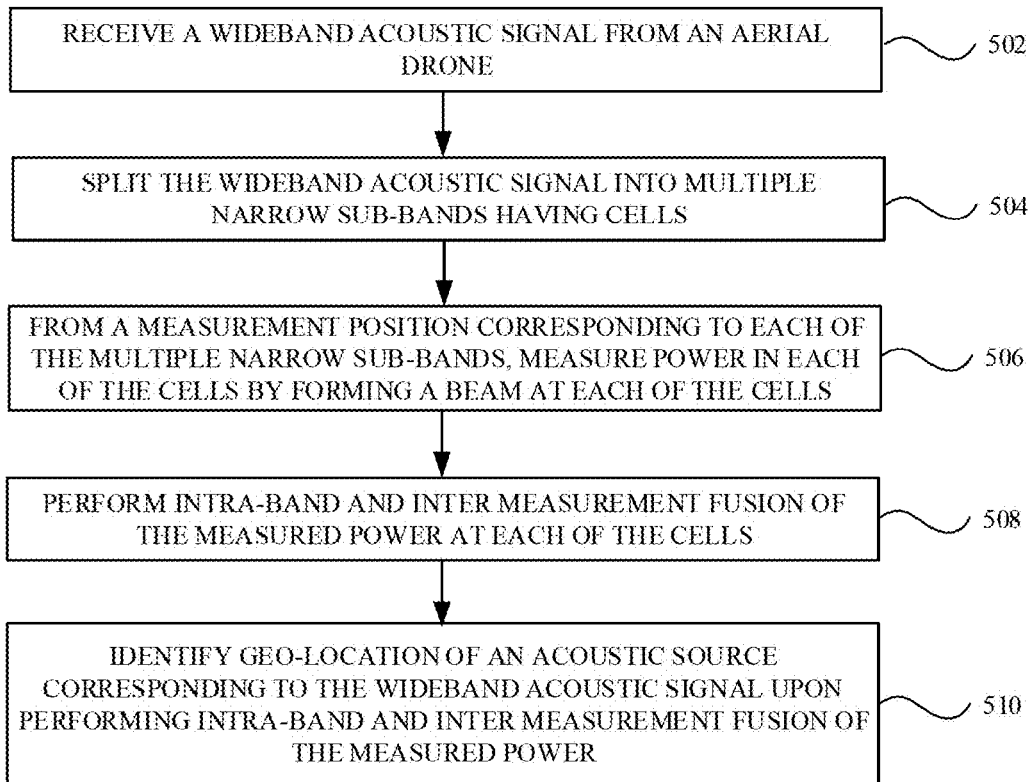 RECEIVE A WIDEBAND ACOUSTIC SIGNAL FROM AN AERIAL
DRONE
502
SPLIT THE WIDEBAND ACOUSTIC SIGNAL INTO MULTIPLE
NARROW SUB-BANDS HAVING CELLS
504
FROM A MEASUREMENT POSITION CORRESPONDING TO EACH OF
THE MULTIPLE NARROW SUB-BANDS, MEASURE POWER IN EACH
OF THE CELLS BY FORMING A BEAM AT EACH OF THE CELLS
506
PERFORM INTRA-BAND AND INTER MEASUREMENT FUSION OF
THE MEASURED POWER AT EACH OF THE CELLS
508
IDENTIFY GEO-LOCATION OF AN ACOUSTIC SOURCE
CORRESPONDING TO THE WIDEBAND ACOUSTIC SIGNAL UPON
PERFORMING INTRA-BAND AND INTER MEASUREMENT FUSION OF
THE MEASURED POWER
510